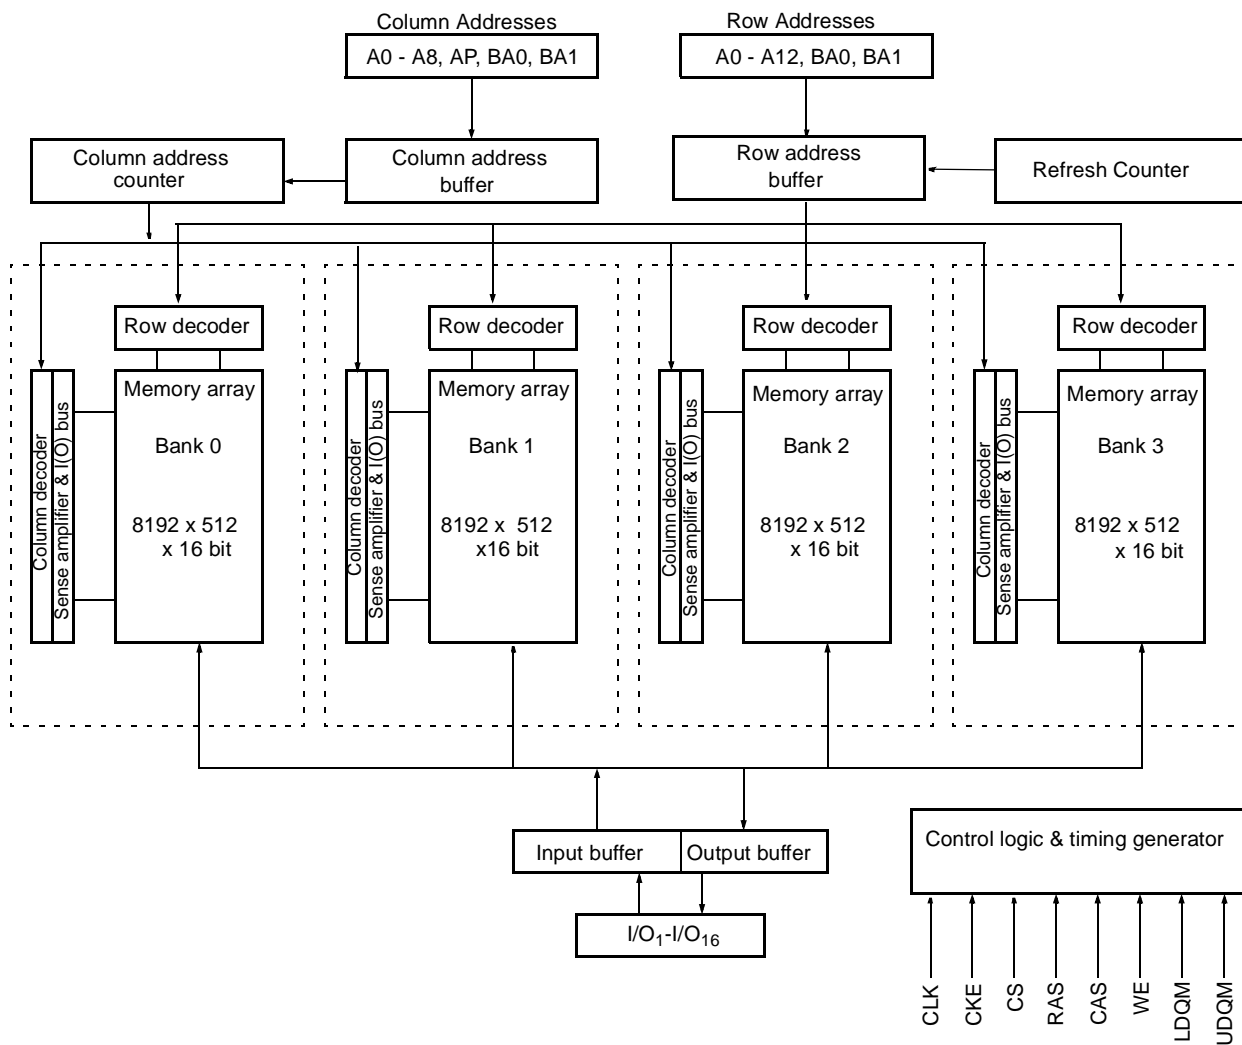 Column Addresses
Row Addresses
A0 - A8, AP, BA0, BA1
A0 - A12, BA0, BA1
Column address
counter
Column address
buffer
Row address
buffer
Refresh Counter
Row decoder
Row decoder
Row decoder
Row decoder
Column decoder
Sense amplifier & I(O) bus
Memory array
Bank 0
8192 x 512
x 16 bit
Column decoder
Sense amplifier & I(O) bus
Memory array
Bank 1
8192 x 512
x16 bit
Column decoder
Sense amplifier & I(O) bus
Memory array
Bank 2
8192 x 512
x 16 bit
Column decoder
Sense amplifier & I(O) bus
Memory array
Bank 3
8192 x 512
x 16 bit
Input buffer
Output buffer
I/O1-I/O16
Control logic & timing generator
CLK
CKE
CS
RAS
CAS
WE
LDQM
UDQM